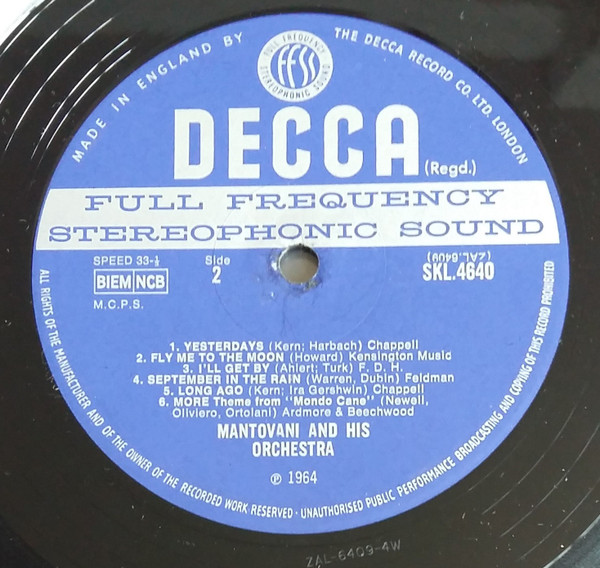 MADE IN ENGLAND BY THE DECCA RECORD CO. LTD. LONDON
FULL FREQUENCY
STEREOPHONIC SOUND
FFSS
DECCA (Regd.)
FULL FREQUENCY
STEREOPHONIC SOUND
SPEED 33-⅓
BIEM NCB
M.C.P.S.
Side
2
(ZAL.6409)
SKL.4640
1. YESTERDAYS (Kern; Harbach) Chappell
2. FLY ME TO THE MOON (Howard) Kensington Music
3. I'LL GET BY (Ahlert; Turk) F. D. H.
4. SEPTEMBER IN THE RAIN (Warren, Dubin) Feldman
5. LONG AGO (Kern; Ira Gershwin) Chappell
6. MORE Theme from "Mondo Cane" (Newell,
Oliviero, Ortolani) Ardmore & Beechwood
MANTOVANI AND HIS
ORCHESTRA
Ⓟ 1964
ALL RIGHTS OF THE MANUFACTURER AND OF THE OWNER OF THE RECORDED WORK RESERVED · UNAUTHORISED PUBLIC PERFORMANCE BROADCASTING AND COPYING OF THIS RECORD PROHIBITED
ZAL-6409-4W